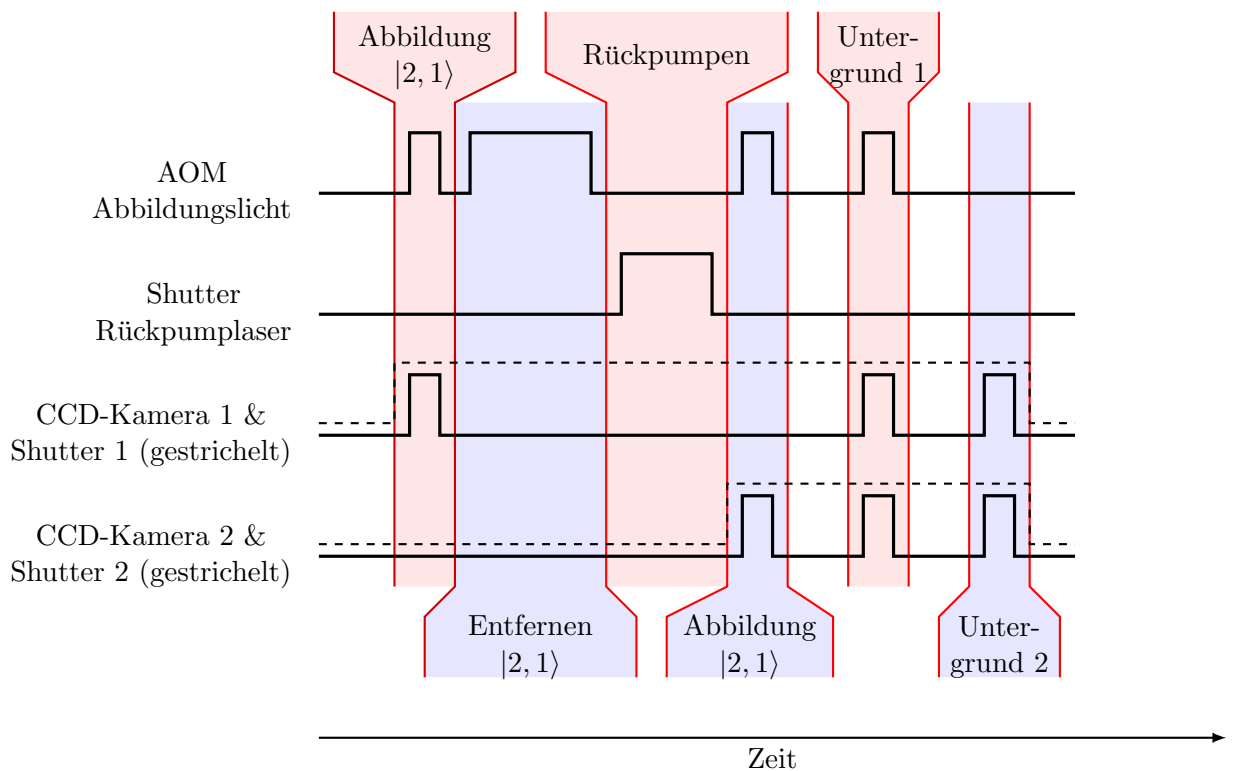 Abbildung
|2, 1⟩
Rückpumpen
Unter-
grund 1
AOM
Abbildungslicht
Shutter
Rückpumplaser
CCD-Kamera 1 &
Shutter 1 (gestrichelt)
CCD-Kamera 2 &
Shutter 2 (gestrichelt)
Entfernen
|2, 1⟩
Abbildung
|2, 1⟩
Unter-
grund 2
Zeit